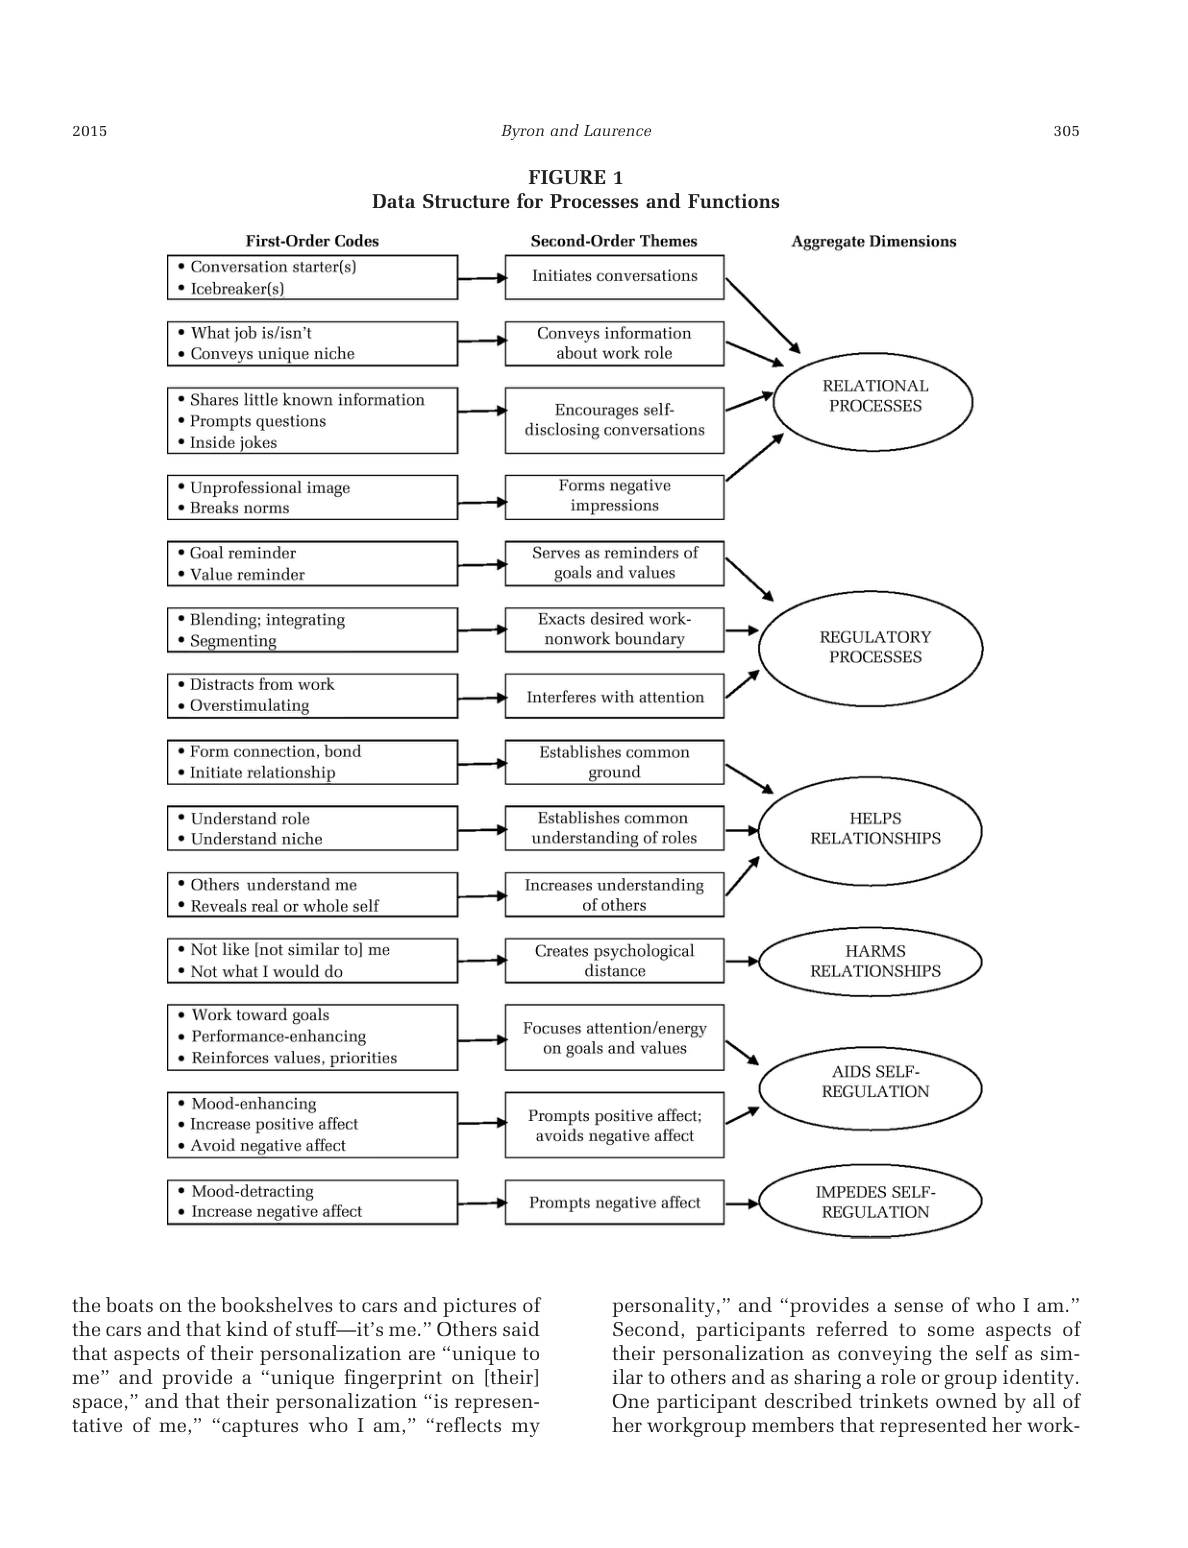 2015
Byron and Laurence
305
FIGURE 1
Data Structure for Processes and Functions
First-Order Codes
Second-Order Themes
Aggregate Dimensions
• Conversation starter(s)
• Icebreaker(s)
Initiates conversations
• What job is/isn’t
• Conveys unique niche
Conveys information
about work role
• Shares little known information
• Prompts questions
• Inside jokes
Encourages self-
disclosing conversations
• Unprofessional image
• Breaks norms
Forms negative
impressions
RELATIONAL
PROCESSES
• Goal reminder
• Value reminder
Serves as reminders of
goals and values
• Blending; integrating
• Segmenting
Exacts desired work-
nonwork boundary
• Distracts from work
• Overstimulating
Interferes with attention
REGULATORY
PROCESSES
• Form connection, bond
• Initiate relationship
Establishes common
ground
• Understand role
• Understand niche
Establishes common
understanding of roles
• Others understand me
• Reveals real or whole self
Increases understanding
of others
HELPS
RELATIONSHIPS
• Not like [not similar to] me
• Not what I would do
Creates psychological
distance
HARMS
RELATIONSHIPS
• Work toward goals
• Performance-enhancing
• Reinforces values, priorities
Focuses attention/energy
on goals and values
• Mood-enhancing
• Increase positive affect
• Avoid negative affect
Prompts positive affect;
avoids negative affect
AIDS SELF-
REGULATION
• Mood-detracting
• Increase negative affect
Prompts negative affect
IMPEDES SELF-
REGULATION
the boats on the bookshelves to cars and pictures of
the cars and that kind of stuff—it’s me.” Others said
that aspects of their personalization are “unique to
me” and provide a “unique fingerprint on [their]
space,” and that their personalization “is represen-
tative of me,” “captures who I am,” “reflects my
personality,” and “provides a sense of who I am.”
Second, participants referred to some aspects of
their personalization as conveying the self as sim-
ilar to others and as sharing a role or group identity.
One participant described trinkets owned by all of
her workgroup members that represented her work-